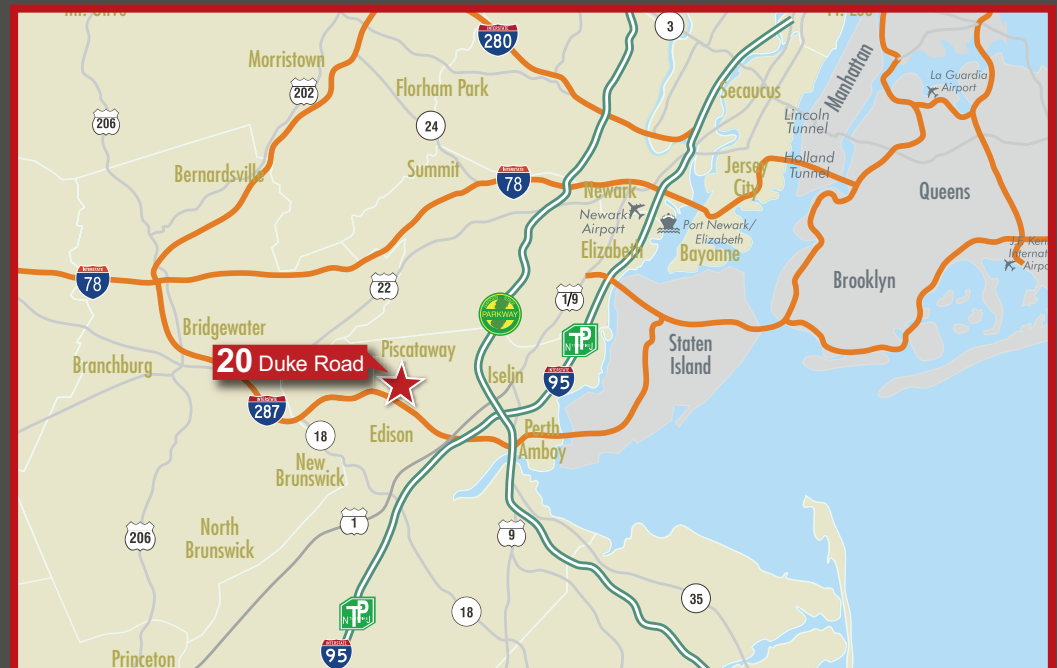 3
INTERSTATE
280
Morristown
202
Florham Park
Secaucus
Manhattan
La Guardia
Airport
206
24
Lincoln
Tunnel
Holland
Tunnel
Bernardsville
Summit
78
Jersey
City
Newark
Queens
Newark
Airport
Port Newark/
Elizabeth
Elizabeth
Bayonne
78
22
1/9
Brooklyn
PARKWAY
Bridgewater
TP
Staten
Island
20 Duke Road
Piscataway
Branchburg
Iselin
95
287
18
Edison
Perth
Amboy
New
Brunswick
1
9
206
North
Brunswick
TP
18
35
95
Princeton